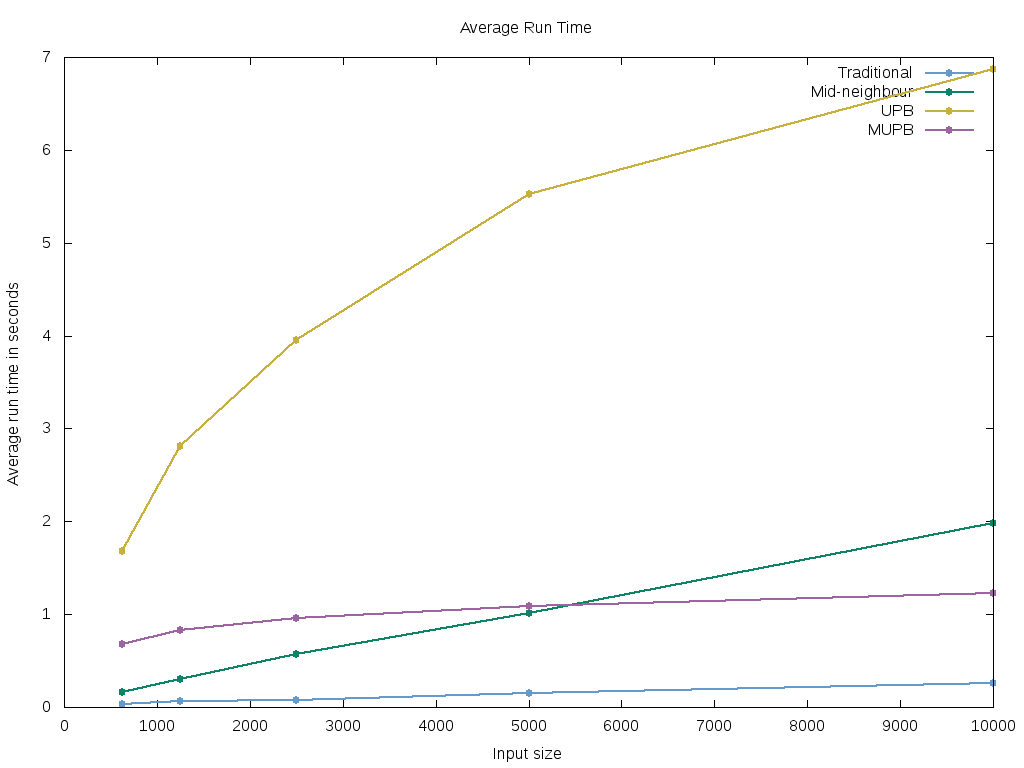 Average Run Time
Traditional
Mid-neighbour
UPB
MUPB
7
6
5
4
3
2
1
0
Average run time in seconds
0 1000 2000 3000 4000 5000 6000 7000 8000 9000 10000
Input size